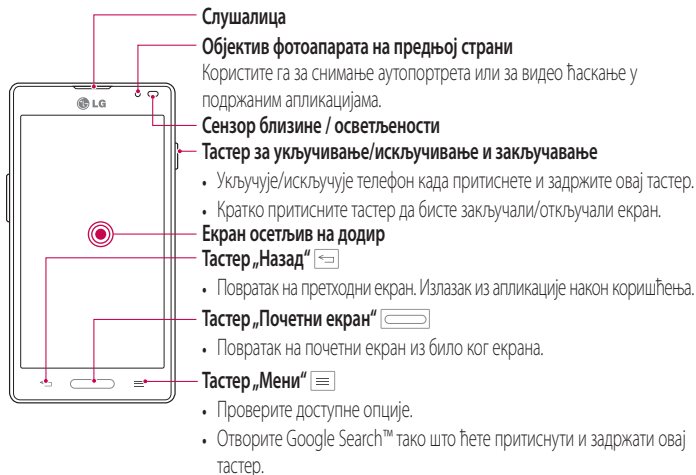 Слушалица
Објектив фотоапарата на предњој страни
Користите га за снимање аутопортрета или за видео ћаскање у
подржаним апликацијама.
Сензор близине / осветљености
Тастер за укључивање/искључивање и закључавање
• Укључује/искључује телефон када притиснете и задржите овај тастер.
• Кратко притисните тастер да бисте закључали/откључали екран.
Екран осетљив на додир
Тастер „Назад“
• Повратак на претходни екран. Излазак из апликације након коришћења.
Тастер „Почетни екран“
• Повратак на почетни екран из било ког екрана.
Тастер „Мени“
• Проверите доступне опције.
• Отворите Google Search™ тако што ћете притиснути и задржати овај
тастер.
LG